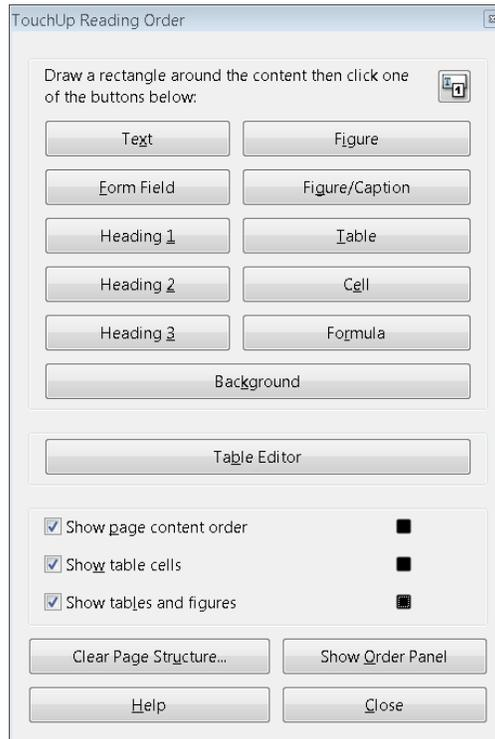 TouchUp Reading Order
Draw a rectangle around the content then click one
of the buttons below:
Text
Figure
Form Field
Figure/Caption
Heading 1
Table
Heading 2
Cell
Heading 3
Formula
Background
Table Editor
Show page content order
Show table cells
Show tables and figures
Clear Page Structure...
Show Order Panel
Help
Close